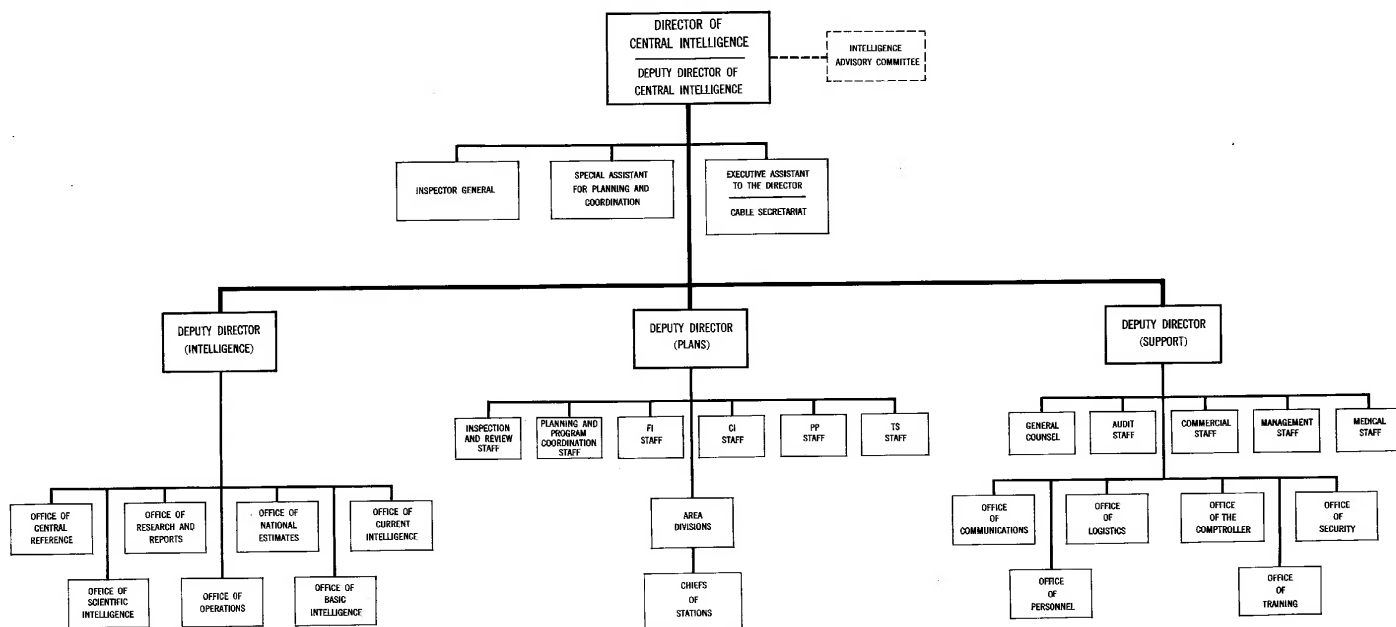 DIRECTOR OF
CENTRAL INTELLIGENCE
DEPUTY DIRECTOR OF
CENTRAL INTELLIGENCE
INTELLIGENCE
ADVISORY COMMITTEE
INSPECTOR GENERAL
SPECIAL ASSISTANT
FOR PLANNING AND
COORDINATION
EXECUTIVE ASSISTANT
TO THE DIRECTOR
CABLE SECRETARIAT
DEPUTY DIRECTOR
(INTELLIGENCE)
DEPUTY DIRECTOR
(PLANS)
DEPUTY DIRECTOR
(SUPPORT)
INSPECTION
AND REVIEW
STAFF
PLANNING AND
PROGRAM
COORDINATION
STAFF
FI
STAFF
CI
STAFF
PP
STAFF
TS
STAFF
GENERAL
COUNSEL
AUDIT
STAFF
COMMERCIAL
STAFF
MANAGEMENT
STAFF
MEDICAL
STAFF
OFFICE OF
CENTRAL
REFERENCE
OFFICE OF
RESEARCH AND
REPORTS
OFFICE OF
NATIONAL
ESTIMATES
OFFICE OF
CURRENT
INTELLIGENCE
AREA
DIVISIONS
OFFICE
OF
COMMUNICATIONS
OFFICE
OF
LOGISTICS
OFFICE
OF THE
COMPTROLLER
OFFICE
OF
SECURITY
OFFICE OF
SCIENTIFIC
INTELLIGENCE
OFFICE OF
OPERATIONS
OFFICE OF
BASIC
INTELLIGENCE
CHIEFS
OF
STATIONS
OFFICE
OF
PERSONNEL
OFFICE
OF
TRAINING